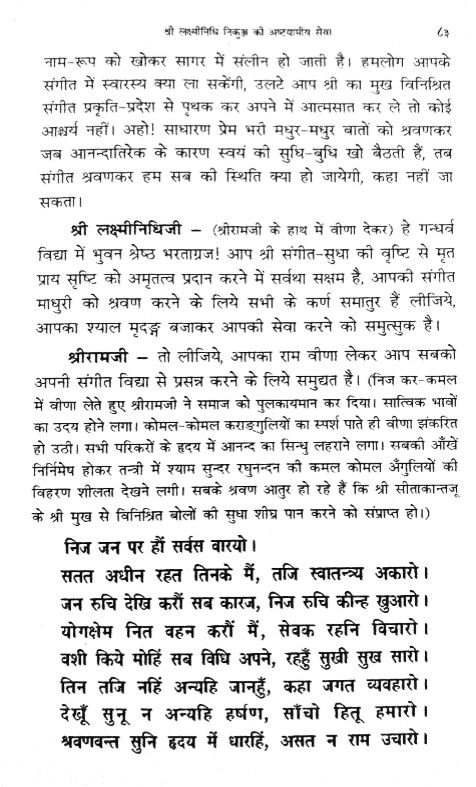 श्री लक्ष्मीनिधि निकुञ्ज की अष्टयामीय सेवा ८३
नाम-रूप को खोकर सागर में संलीन हो जाती है। हमलोग आपके
संगीत में स्वारस्य क्या ला सकेंगी, उलटे आप श्री का मुख विनिश्रित
संगीत प्रकृति-प्रदेश से पृथक कर अपने में आत्मसात कर ले तो कोई
आश्चर्य नहीं। अहो! साधारण प्रेम भरी मधुर-मधुर बातों को श्रवणकर
जब आनन्दातिरेक के कारण स्वयं की सुधि-बुधि खो बैठती हैं, तब
संगीत श्रवणकर हम सब की स्थिति क्या हो जायेगी, कहा नहीं जा
सकता।
श्री लक्ष्मीनिधिजी – (श्रीरामजी के हाथ में वीणा देकर) हे गन्धर्व
विद्या में भुवन श्रेष्ठ भरताग्रज! आप श्री संगीत-सुधा की वृष्टि से मृत
प्राय सृष्टि को अमृतत्व प्रदान करने में सर्वथा सक्षम है, आपकी संगीत
माधुरी को श्रवण करने के लिये सभी के कर्ण समातुर हैं लीजिये,
आपका श्याल मृदङ्ग बजाकर आपकी सेवा करने को समुत्सुक है।
श्रीरामजी – तो लीजिये, आपका राम वीणा लेकर आप सबको
अपनी संगीत विद्या से प्रसन्न करने के लिये समुद्यत है। (निज कर-कमल
में वीणा लेते हुए श्रीरामजी ने समाज को पुलकायमान कर दिया। सात्विक भावों
का उदय होने लगा। कोमल-कोमल कराङ्गुलियों का स्पर्श पाते ही वीणा झंकरित
हो उठी। सभी परिकरों के हृदय में आनन्द का सिन्धु लहराने लगा। सबकी आँखें
निर्निमेष होकर तन्त्री में श्याम सुन्दर रघुनन्दन की कमल कोमल अँगुलियों की
विहरण शीलता देखने लगी। सबके श्रवण आतुर हो रहे हैं कि श्री सीताकान्तजू
के श्री मुख से विनिश्रित बोलों की सुधा शीघ्र पान करने को संप्राप्त हो।)
निज जन पर हौं सर्वस वारयो।
सतत अधीन रहत तिनके मैं, तजि स्वातन्त्र्य अकारो।
जन रुचि देखि करौं सब कारज, निज रुचि कीन्ह खुआरो।
योगक्षेम नित वहन करौं मैं, सेवक रहनि विचारो।
वशी किये मोहिं सब विधि अपने, रहहुँ सुखी सुख सारो।
तिन तजि नहिं अन्यहि जानहुँ, कहा जगत व्यवहारो।
देखूँ सुनू न अन्यहि हर्षण, साँचो हितू हमारो।
श्रवणवन्त सुनि हृदय में धारहिं, असत न राम उचारो।